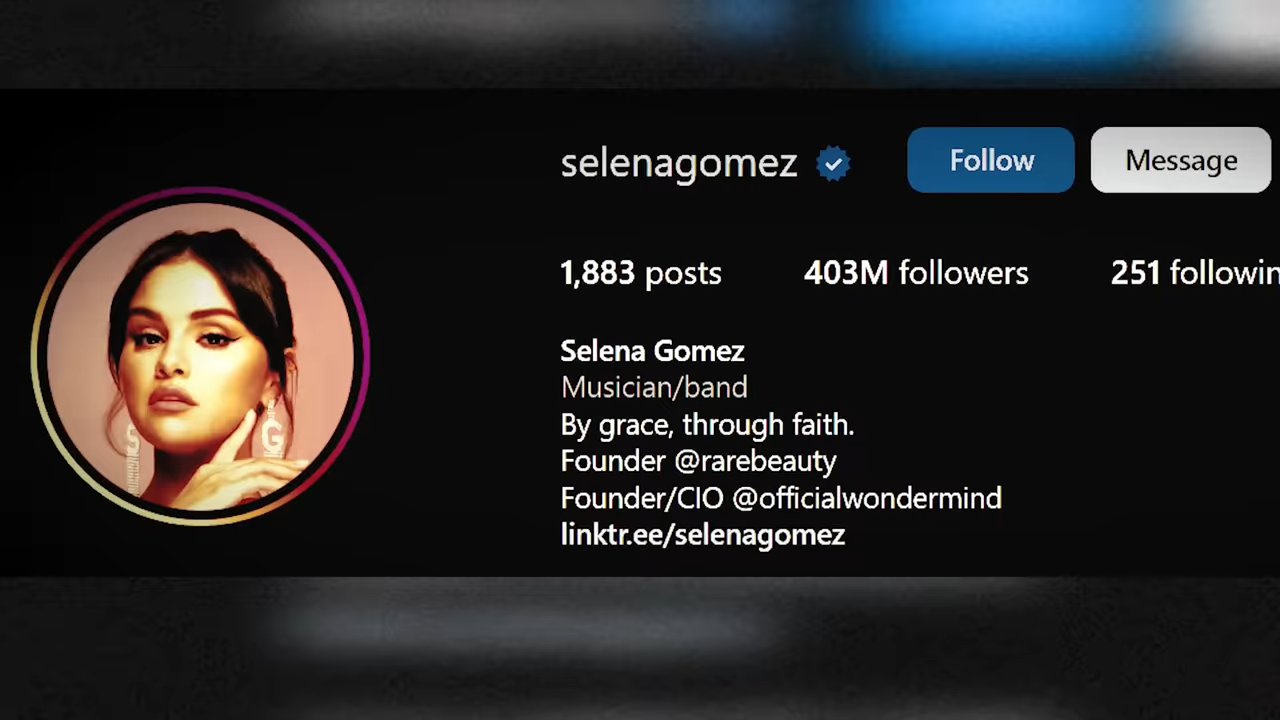 selenagomez
Follow
Message
1,883 posts
403M followers
251 followin
Selena Gomez
Musician/band
By grace, through faith.
Founder @rarebeauty
Founder/CIO @officialwondermind
linktr.ee/selenagomez
S
G